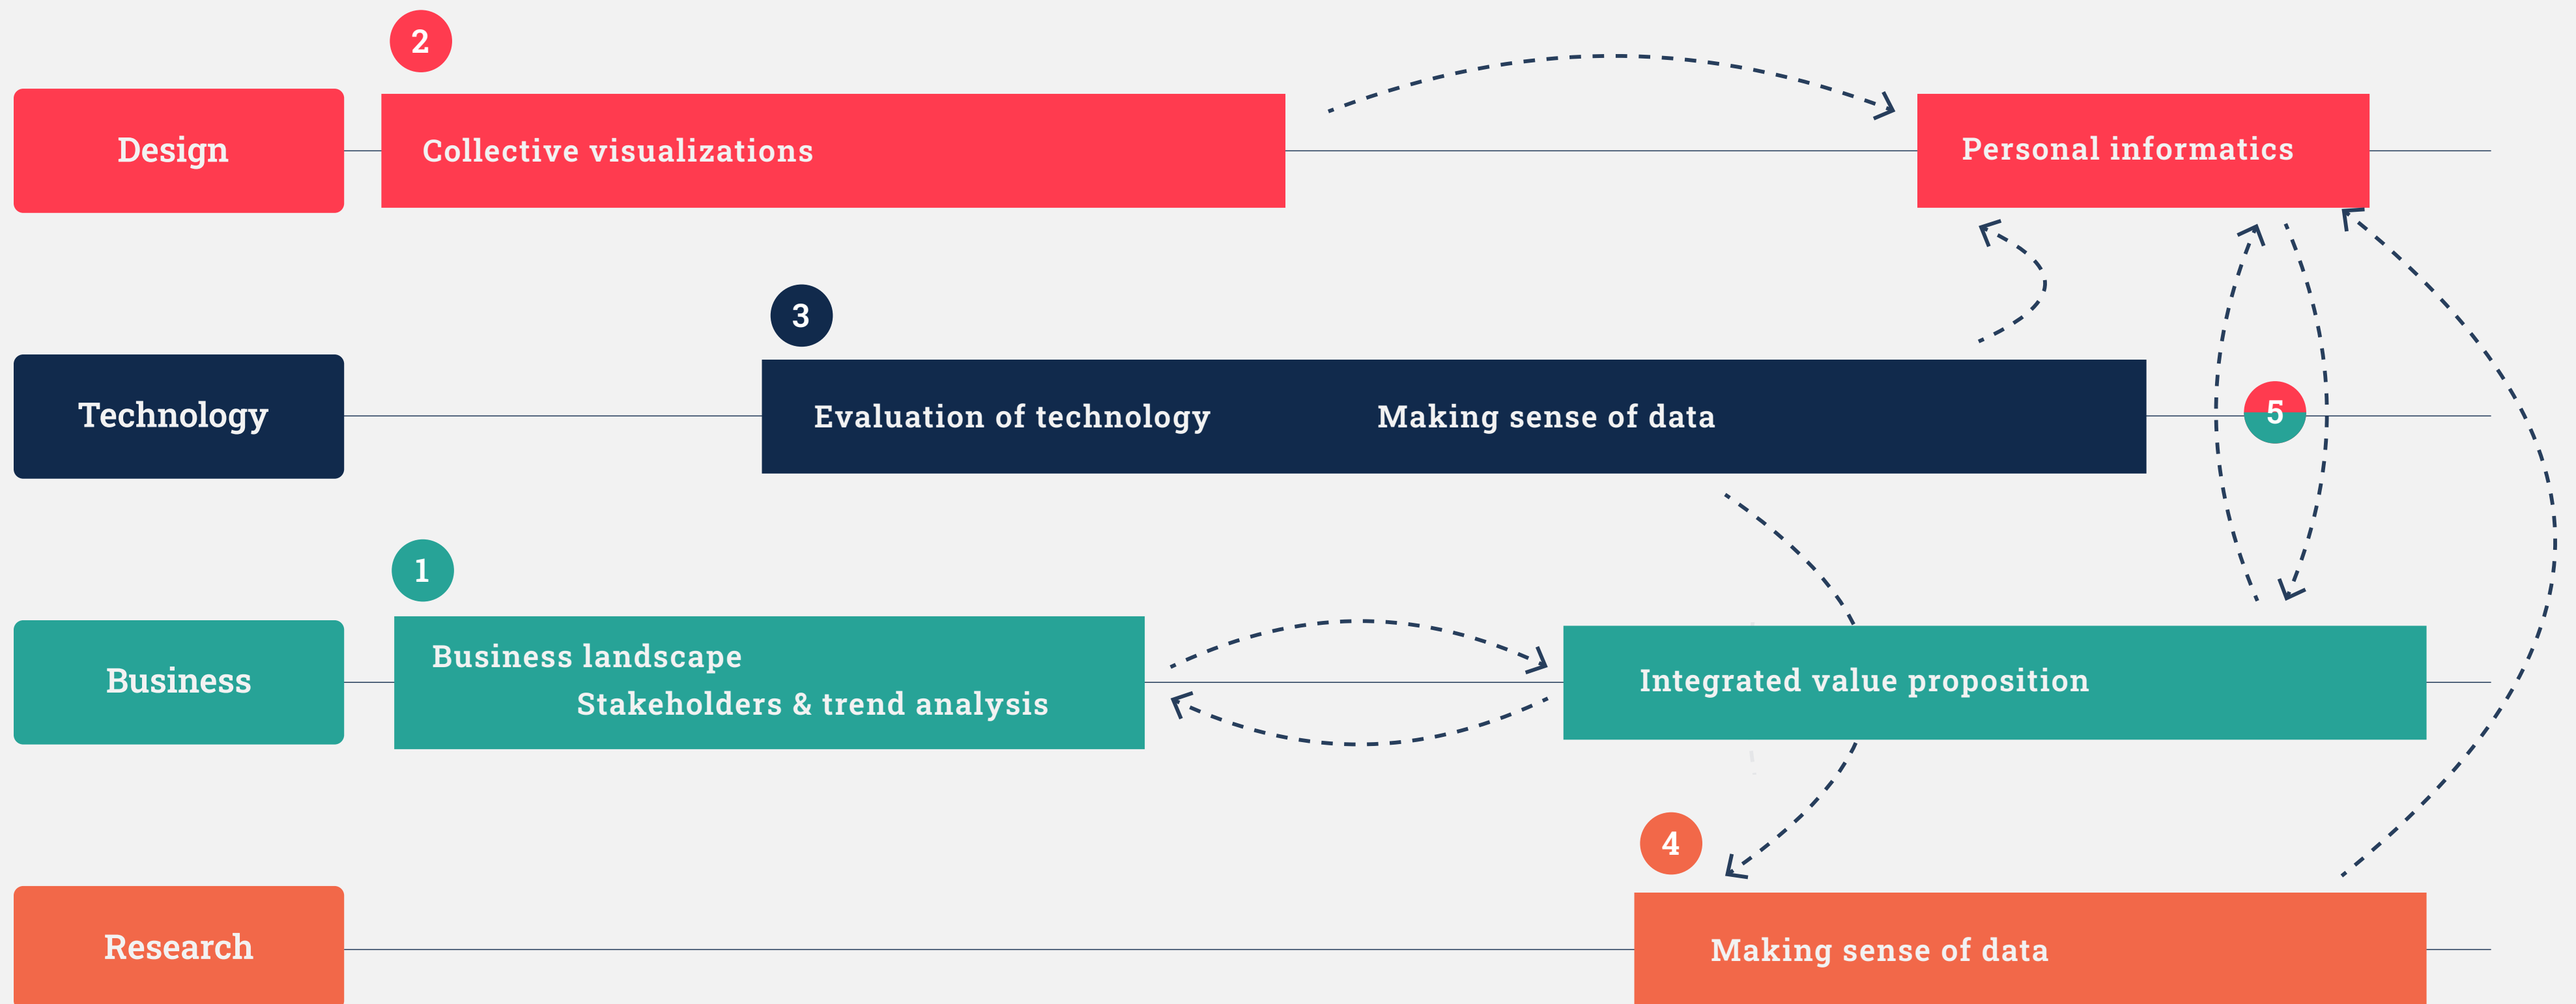 2
Design
Collective visualizations
Personal informatics
3
Technology
Evaluation of technology
Making sense of data
5
1
Business
Business landscape
Stakeholders & trend analysis
Integrated value proposition
4
Research
Making sense of data